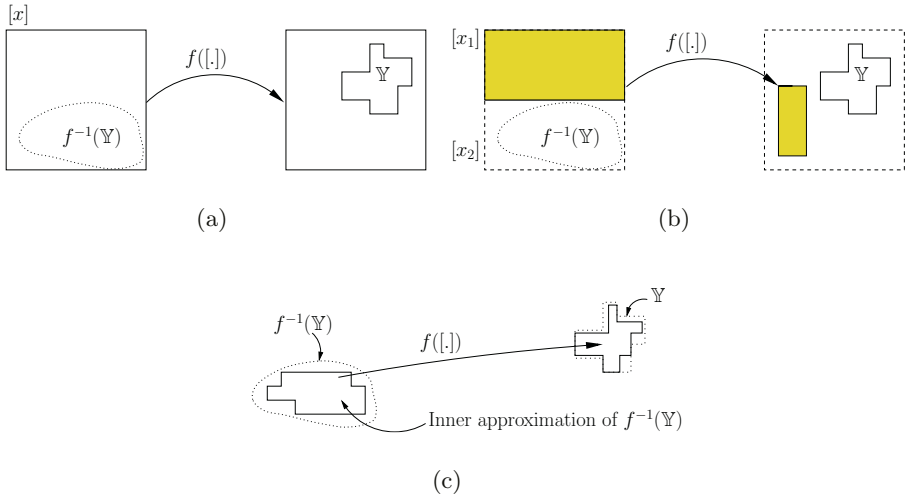 [x]
f([.])
𝕐
f⁻¹(𝕐)
(a)
[x₁]
f([.])
𝕐
f⁻¹(𝕐)
[x₂]
(b)
𝕐
f⁻¹(𝕐)
f([.])
Inner approximation of f⁻¹(𝕐)
(c)